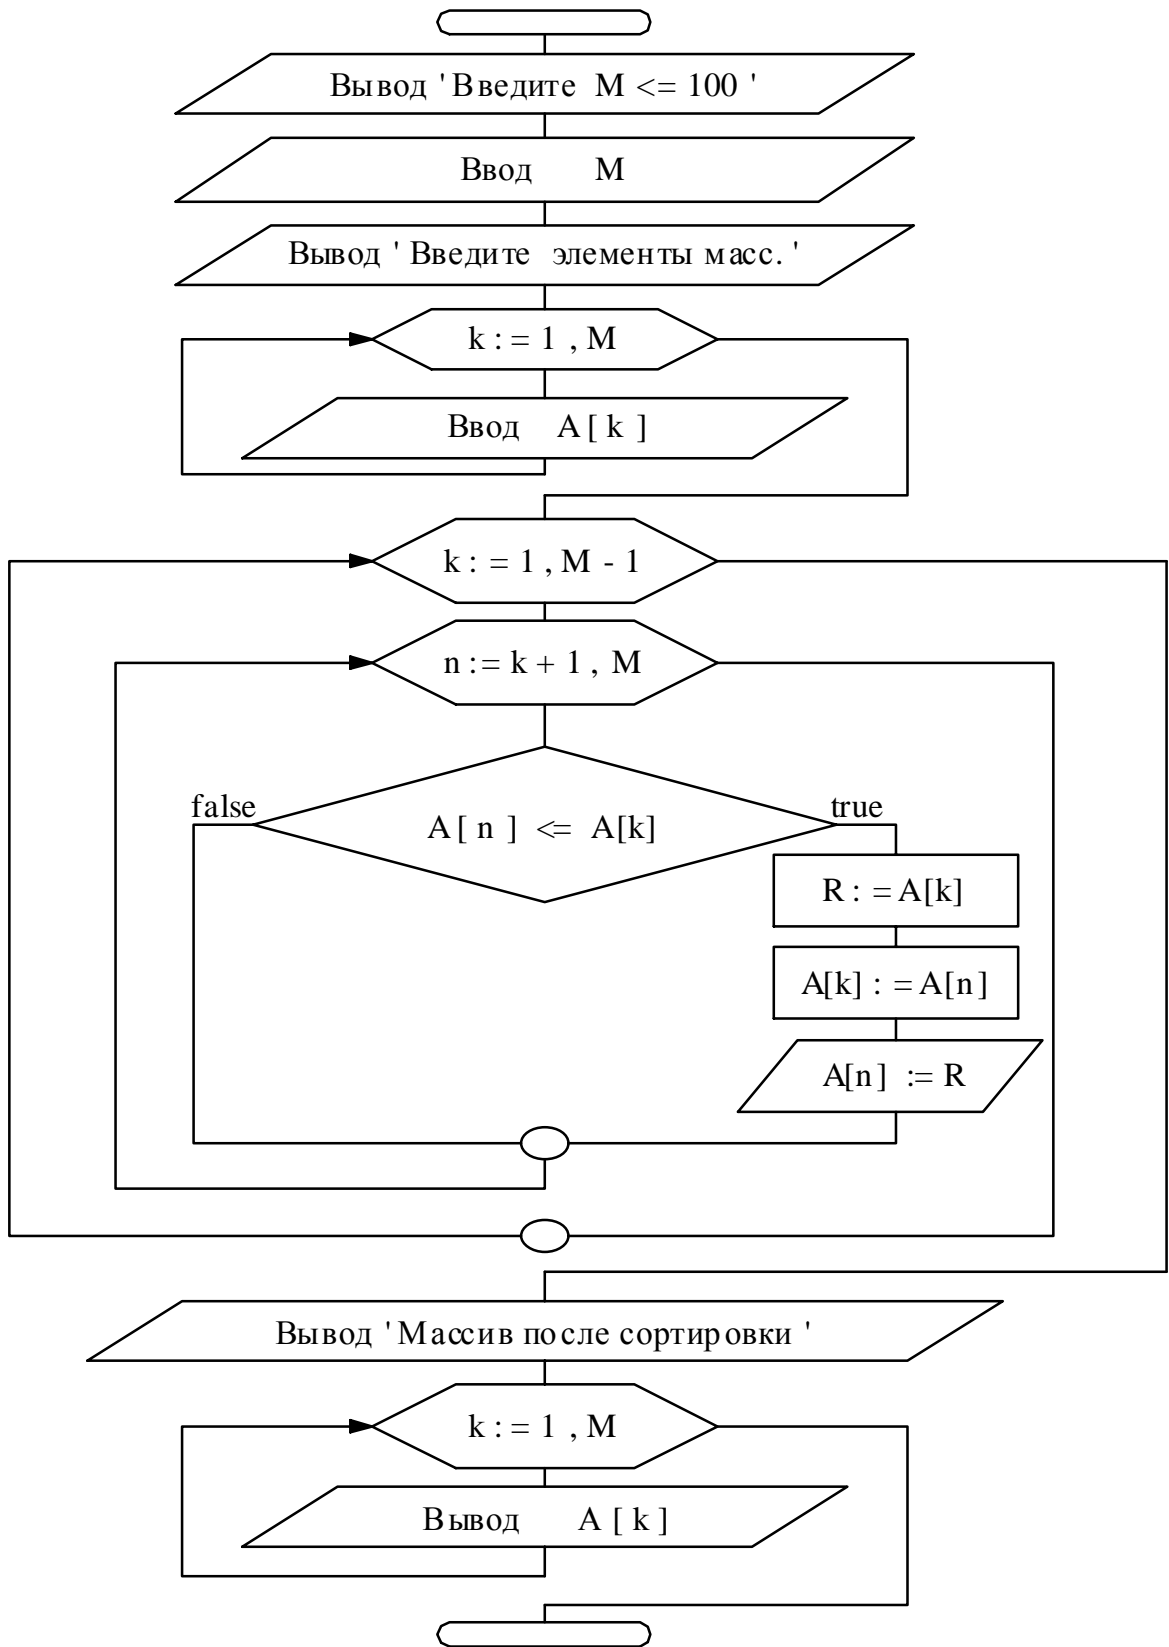 Вывод 'Введите M <= 100 '
Ввод M
Вывод ' Введите элементы масс. '
k := 1 , M
Ввод A [ k ]
k := 1 , M - 1
n := k + 1 , M
false
true
A [ n ] <= A[k]
R := A[k]
A[k] := A[n]
A[n] := R
Вывод ' Массив после сортировки '
k := 1 , M
Вывод A [ k ]